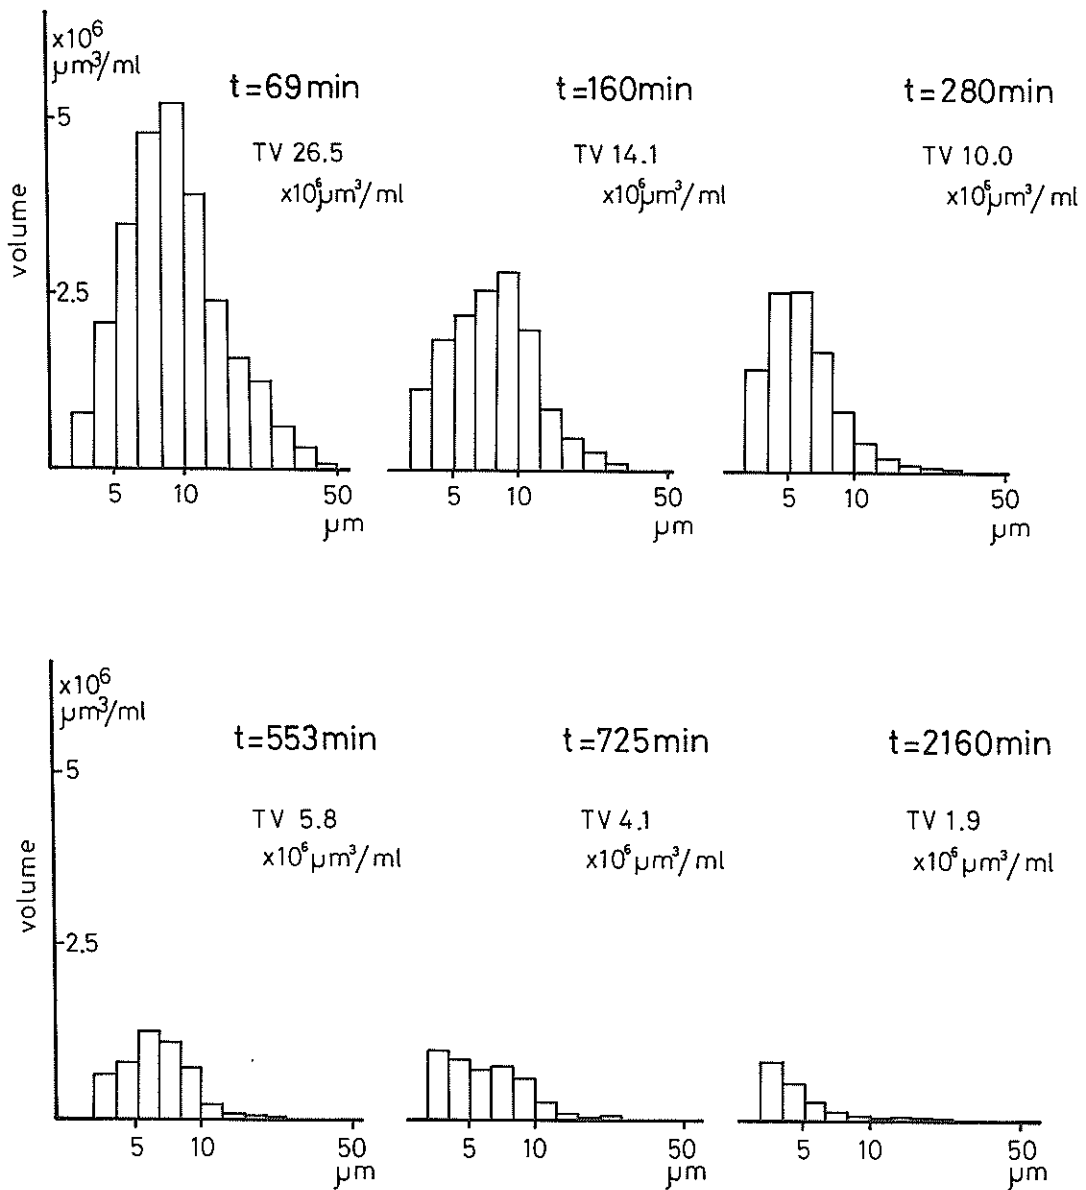 x10⁶
µm³/ml
t=69min
t=160min
t=280min
5
TV 26.5
x10⁶µm³/ml
TV 14.1
x10⁶µm³/ml
TV 10.0
x10⁶µm³/ml
volume
2.5
5 10 50
µm
5 10 50
µm
5 10 50
µm
x10⁶
µm³/ml
t=553min
t=725min
t=2160min
5
TV 5.8
x10⁶µm³/ml
TV 4.1
x10⁶µm³/ml
TV 1.9
x10⁶µm³/ml
volume
2.5
5 10 50
µm
5 10 50
µm
5 10 50
µm